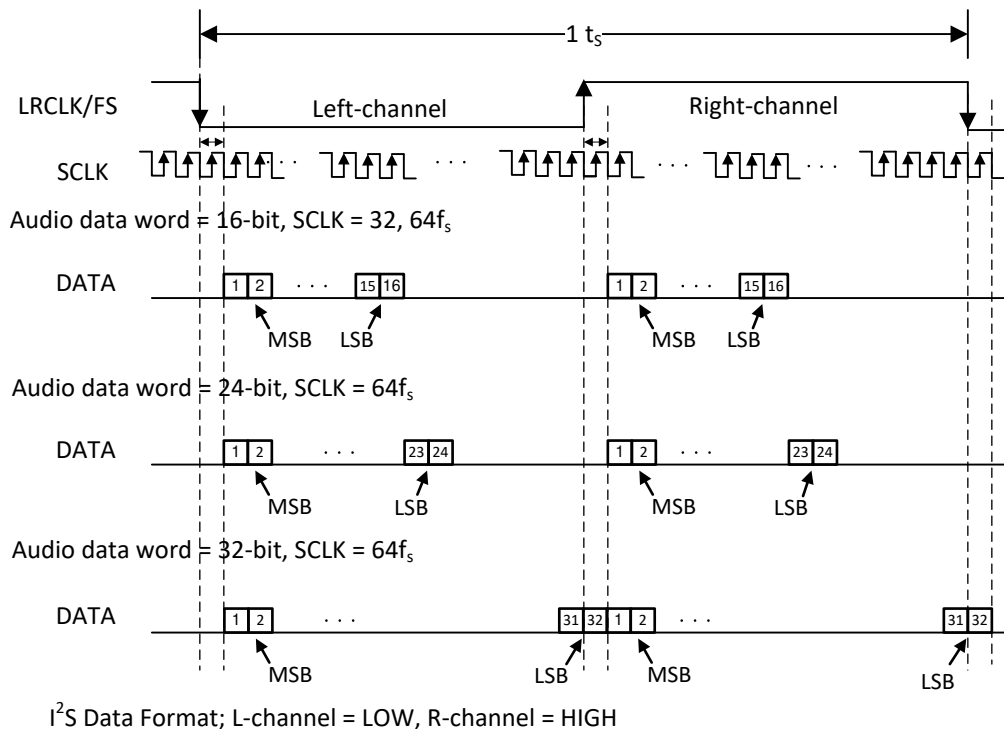 1 tS
LRCLK/FS
Left-channel
Right-channel
SCLK
. . .
. . .
. . .
. . .
Audio data word = 16-bit, SCLK = 32, 64fs
DATA
1 2 . . . 15 16 1 2 . . . 15 16
MSB LSB MSB LSB
Audio data word = 24-bit, SCLK = 64fs
DATA
1 2 . . . 23 24 1 2 . . . 23 24
MSB LSB MSB LSB
Audio data word = 32-bit, SCLK = 64fs
DATA
1 2 . . . 31 32 1 2 . . . 31 32
MSB LSB MSB LSB
I²S Data Format; L-channel = LOW, R-channel = HIGH